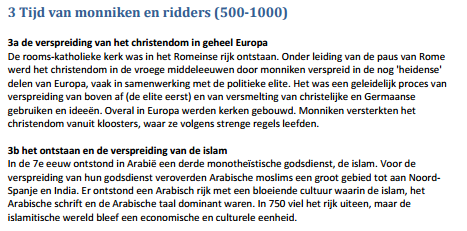 3 Tijd van monniken en ridders (500-1000)
3a de verspreiding van het christendom in geheel Europa
De rooms-katholieke kerk was in het Romeinse rijk ontstaan. Onder leiding van de paus van Rome
werd het christendom in de vroege middeleeuwen door monniken verspreid in de nog 'heidense'
delen van Europa, vaak in samenwerking met de politieke elite. Het was een geleidelijk proces van
verspreiding van boven af (de elite eerst) en van versmelting van christelijke en Germaanse
gebruiken en ideeën. Overal in Europa werden kerken gebouwd. Monniken versterkten het
christendom vanuit kloosters, waar ze volgens strenge regels leefden.
3b het ontstaan en de verspreiding van de islam
In de 7e eeuw ontstond in Arabië een derde monotheïstische godsdienst, de islam. Voor de
verspreiding van hun godsdienst veroverden Arabische moslims een groot gebied tot aan Noord-
Spanje en India. Er ontstond een Arabisch rijk met een bloeiende cultuur waarin de islam, het
Arabische schrift en de Arabische taal dominant waren. In 750 viel het rijk uiteen, maar de
islamitische wereld bleef een economische en culturele eenheid.